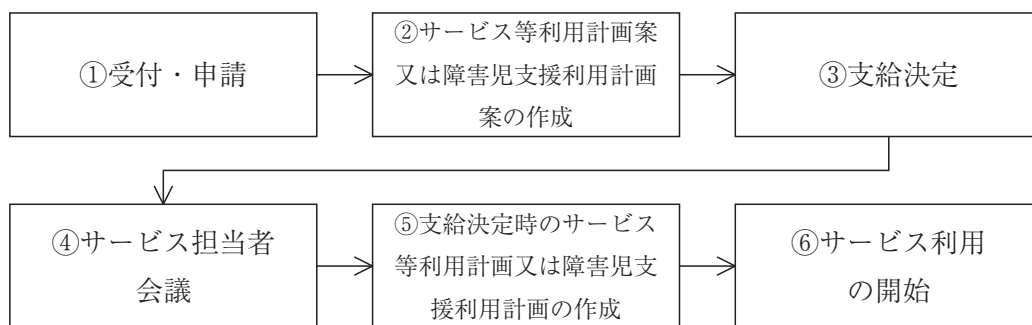 ①受付・申請
②サービス等利用計画案
又は障害児支援利用計画
案の作成
③支給決定
④サービス担当者
会議
⑤支給決定時のサービス
等利用計画又は障害児支
援利用計画の作成
⑥サービス利用
の開始